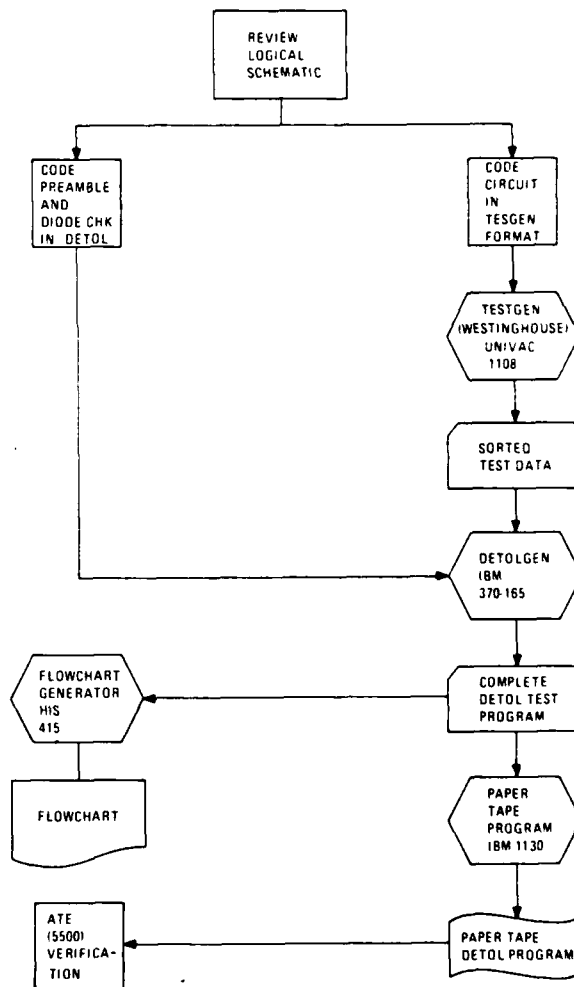 REVIEW
LOGICAL
SCHEMATIC
CODE
PREAMBLE
AND
DIODE CHK
IN DETOL
CODE
CIRCUIT
IN
TESGEN
FORMAT
TESTGEN
(WESTINGHOUSE)
UNIVAC
1108
SORTED
TEST DATA
DETOLGEN
IBM
370-165
FLOWCHART
GENERATOR
HIS
415
COMPLETE
DETOL TEST
PROGRAM
FLOWCHART
PAPER
TAPE
PROGRAM
IBM 1130
ATE
(5500)
VERIFICA-
TION
PAPER TAPE
DETOL PROGRAM